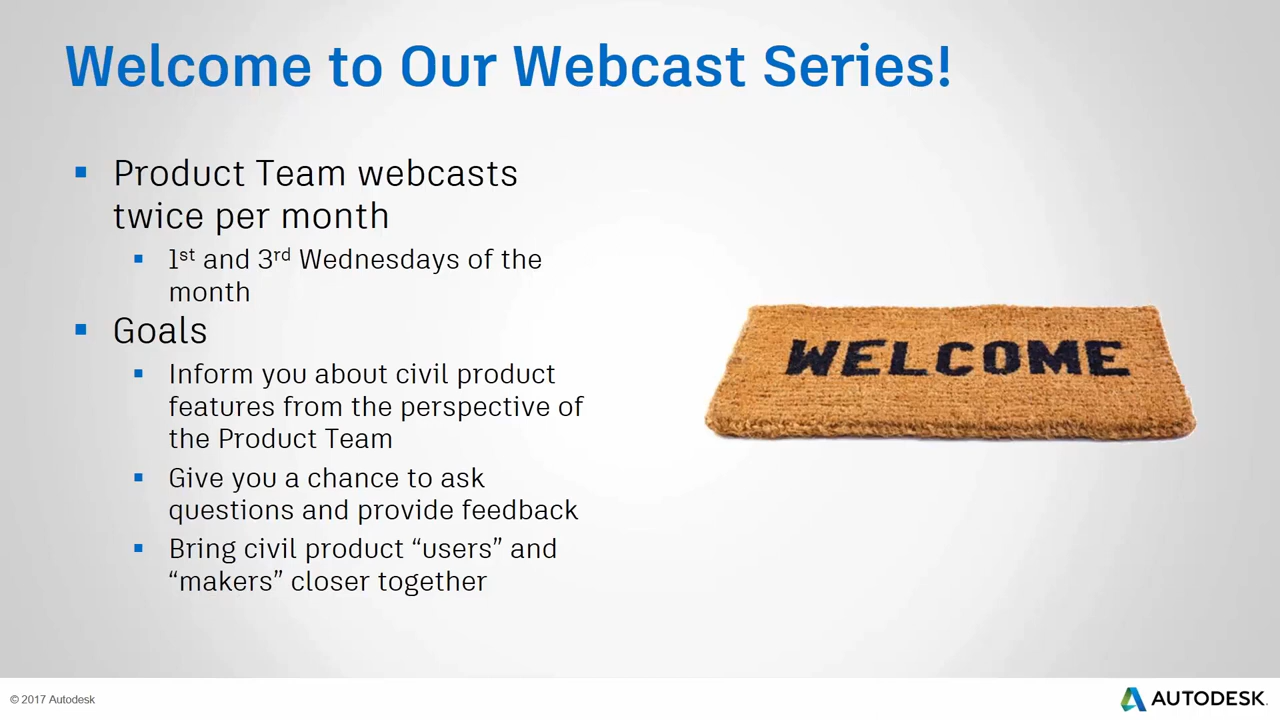 Welcome to Our Webcast Series!
Product Team webcasts
twice per month
1st and 3rd Wednesdays of the
month
Goals
Inform you about civil product
features from the perspective of
the Product Team
Give you a chance to ask
questions and provide feedback
Bring civil product “users” and
“makers” closer together
WELCOME
© 2017 Autodesk
AUTODESK.